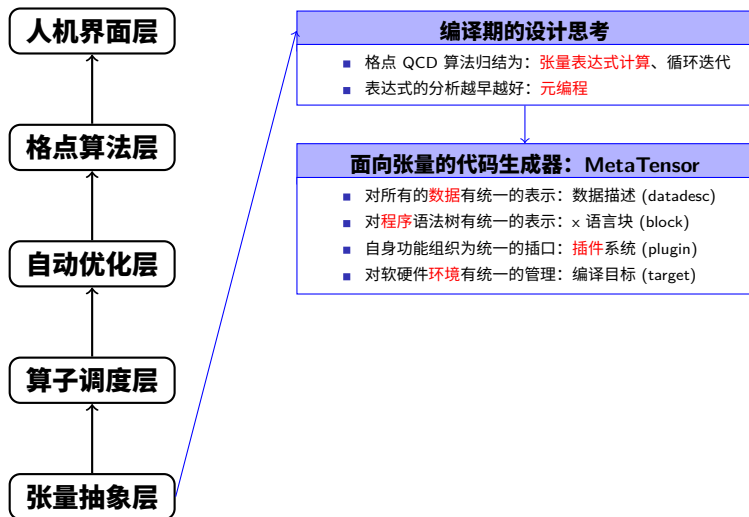 人机界面层
格点算法层
自动优化层
算子调度层
张量抽象层
编译期的设计思考
格点 QCD 算法归结为：张量表达式计算、循环迭代
表达式的分析越早越好：元编程
面向张量的代码生成器：MetaTensor
对所有的数据有统一的表示：数据描述 (datadesc)
对程序语法树有统一的表示：x 语言块 (block)
自身功能组织为统一的插口：插件系统 (plugin)
对软硬件环境有统一的管理：编译目标 (target)